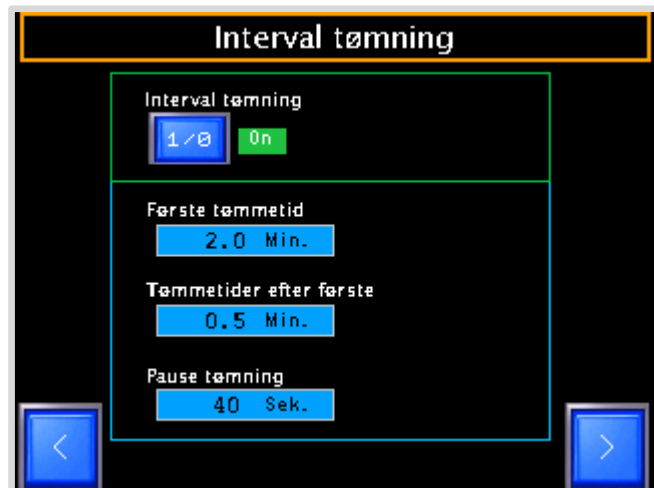 Interval tømning
Interval tømning
1/0 On
Første tømmetid
2.0 Min.
Tømmetider efter første
0.5 Min.
Pause tømning
40 Sek.
< >